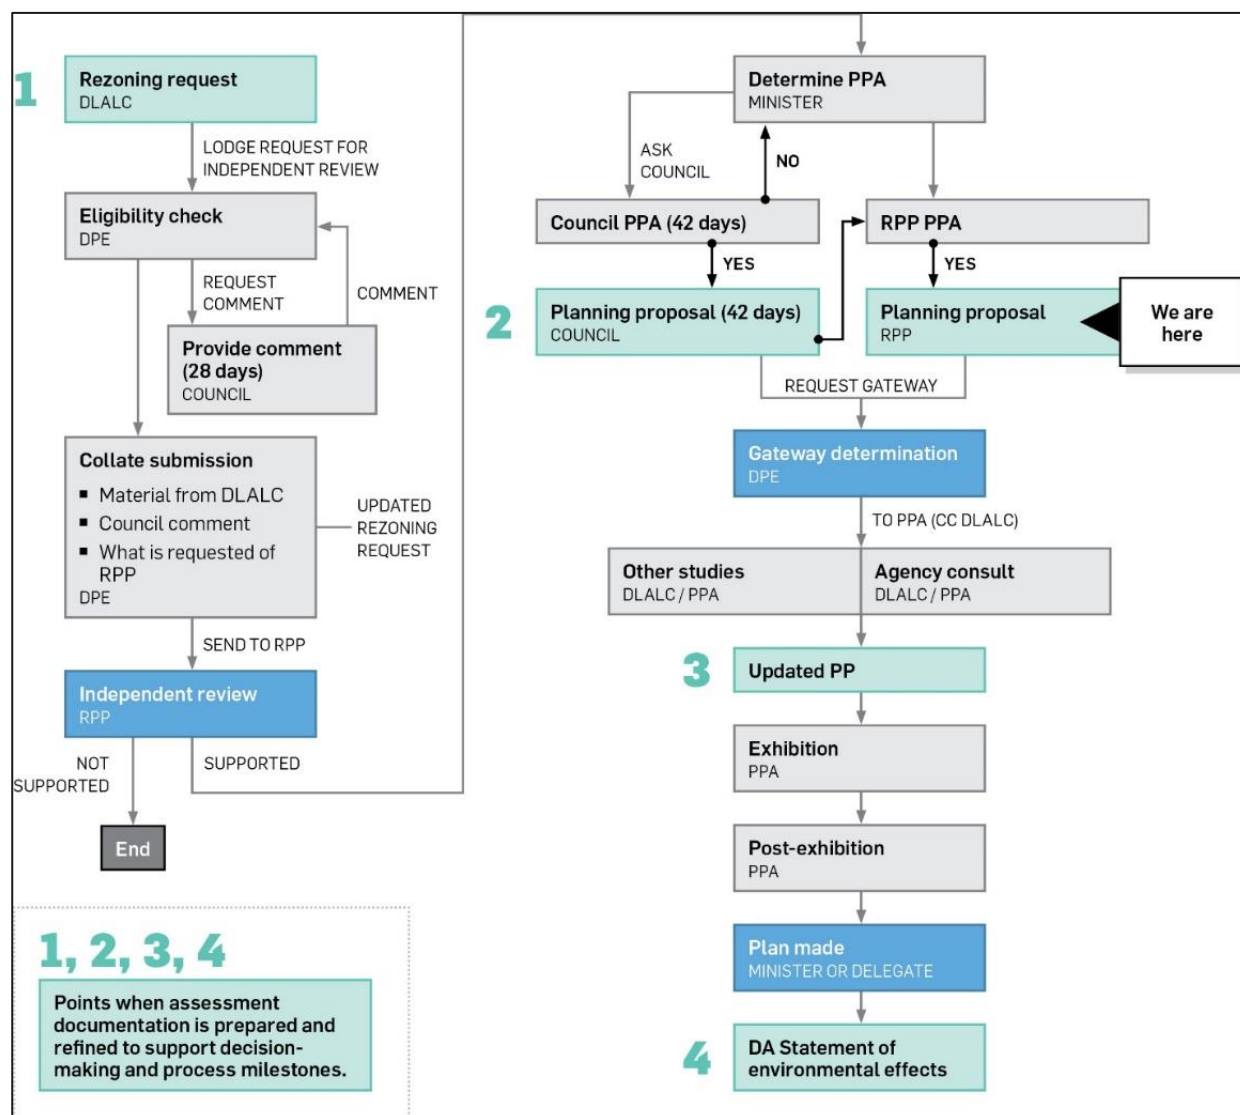 1
Rezoning request
DLALC
LODGE REQUEST FOR
INDEPENDENT REVIEW
Eligibility check
DPE
REQUEST
COMMENT
COMMENT
Provide comment
(28 days)
COUNCIL
Collate submission
▪ Material from DLALC
▪ Council comment
▪ What is requested of
RPP
DPE
UPDATED
REZONING
REQUEST
SEND TO RPP
Independent review
RPP
NOT
SUPPORTED
SUPPORTED
End
1, 2, 3, 4
Points when assessment
documentation is prepared and
refined to support decision-
making and process milestones.
Determine PPA
MINISTER
ASK
COUNCIL
NO
Council PPA (42 days)
RPP PPA
YES
YES
2
Planning proposal (42 days)
COUNCIL
Planning proposal
RPP
We are
here
REQUEST GATEWAY
Gateway determination
DPE
TO PPA (CC DLALC)
Other studies
DLALC / PPA
Agency consult
DLALC / PPA
3
Updated PP
Exhibition
PPA
Post-exhibition
PPA
Plan made
MINISTER OR DELEGATE
4
DA Statement of
environmental effects